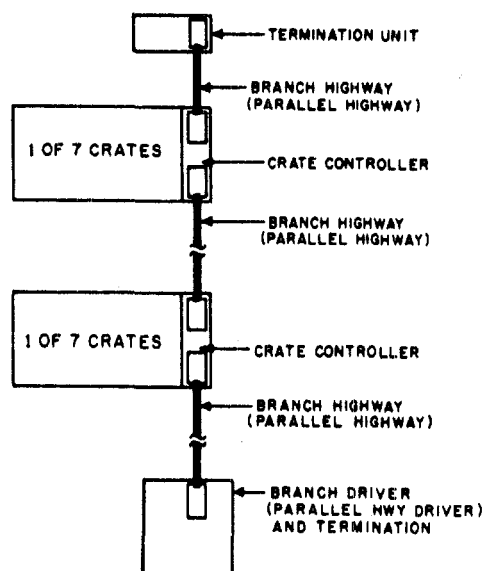 TERMINATION UNIT
BRANCH HIGHWAY
(PARALLEL HIGHWAY)
1 OF 7 CRATES
CRATE CONTROLLER
BRANCH HIGHWAY
(PARALLEL HIGHWAY)
1 OF 7 CRATES
CRATE CONTROLLER
BRANCH HIGHWAY
(PARALLEL HIGHWAY)
BRANCH DRIVER
(PARALLEL HWY DRIVER)
AND TERMINATION